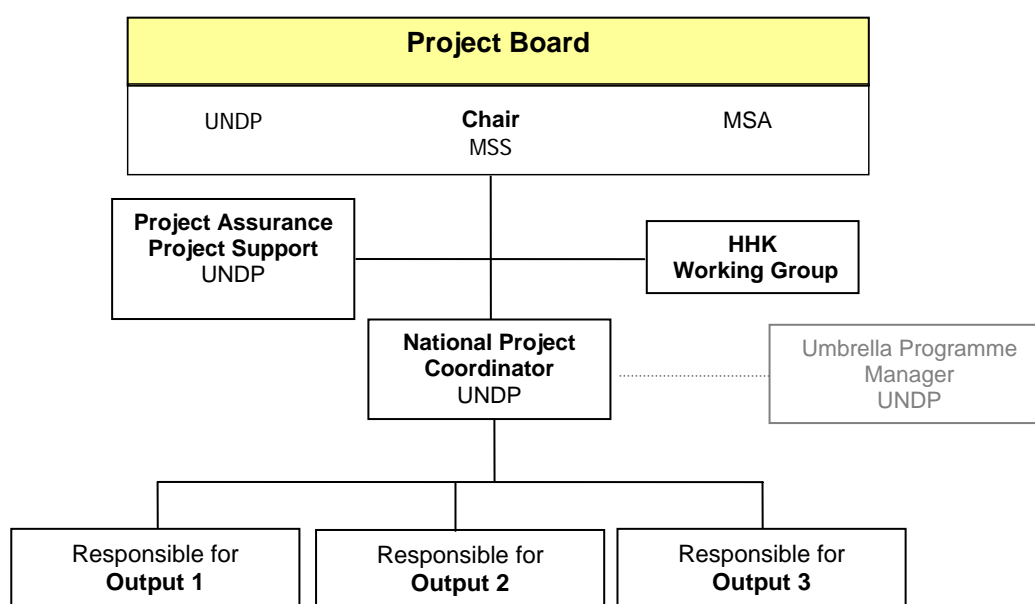 Project Board
UNDP
Chair
MSS
MSA
Project Assurance
Project Support
UNDP
HHK
Working Group
National Project
Coordinator
UNDP
Umbrella Programme
Manager
UNDP
Responsible for
Output 1
Responsible for
Output 2
Responsible for
Output 3